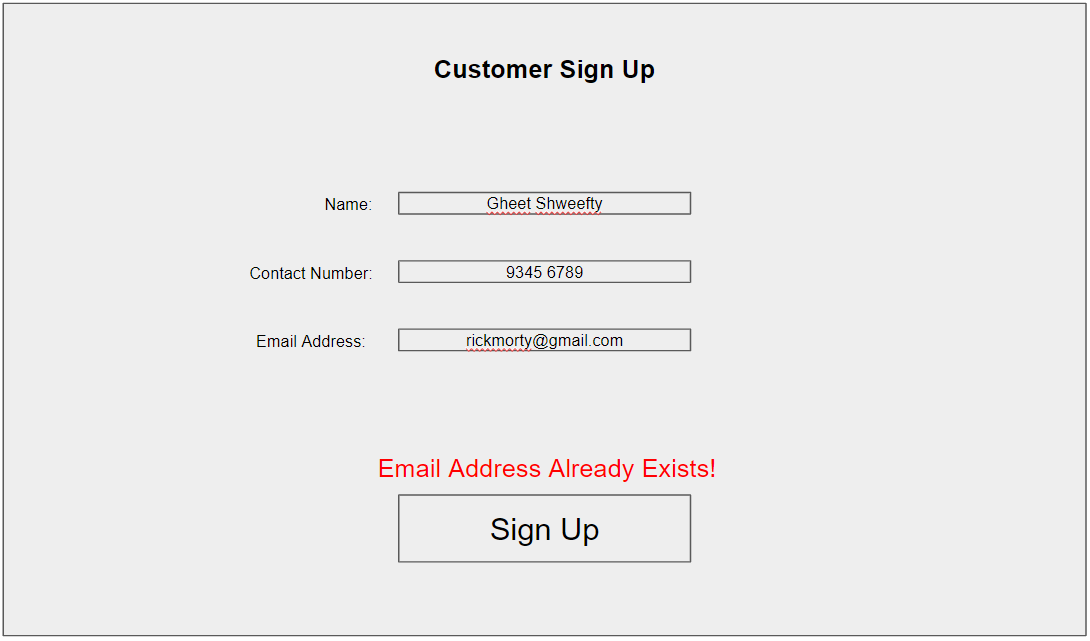 Customer Sign Up
Name: Gheet Shweefty
Contact Number: 9345 6789
Email Address: rickmorty@gmail.com
Email Address Already Exists!
Sign Up